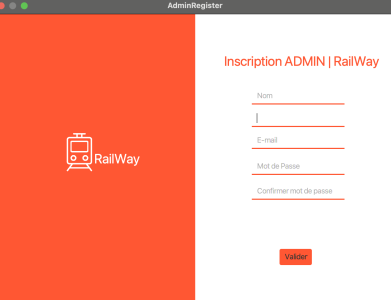 AdminRegister
Inscription ADMIN | RailWay
Nom
E-mail
RailWay
Mot de Passe
Confirmer mot de passe
Valider